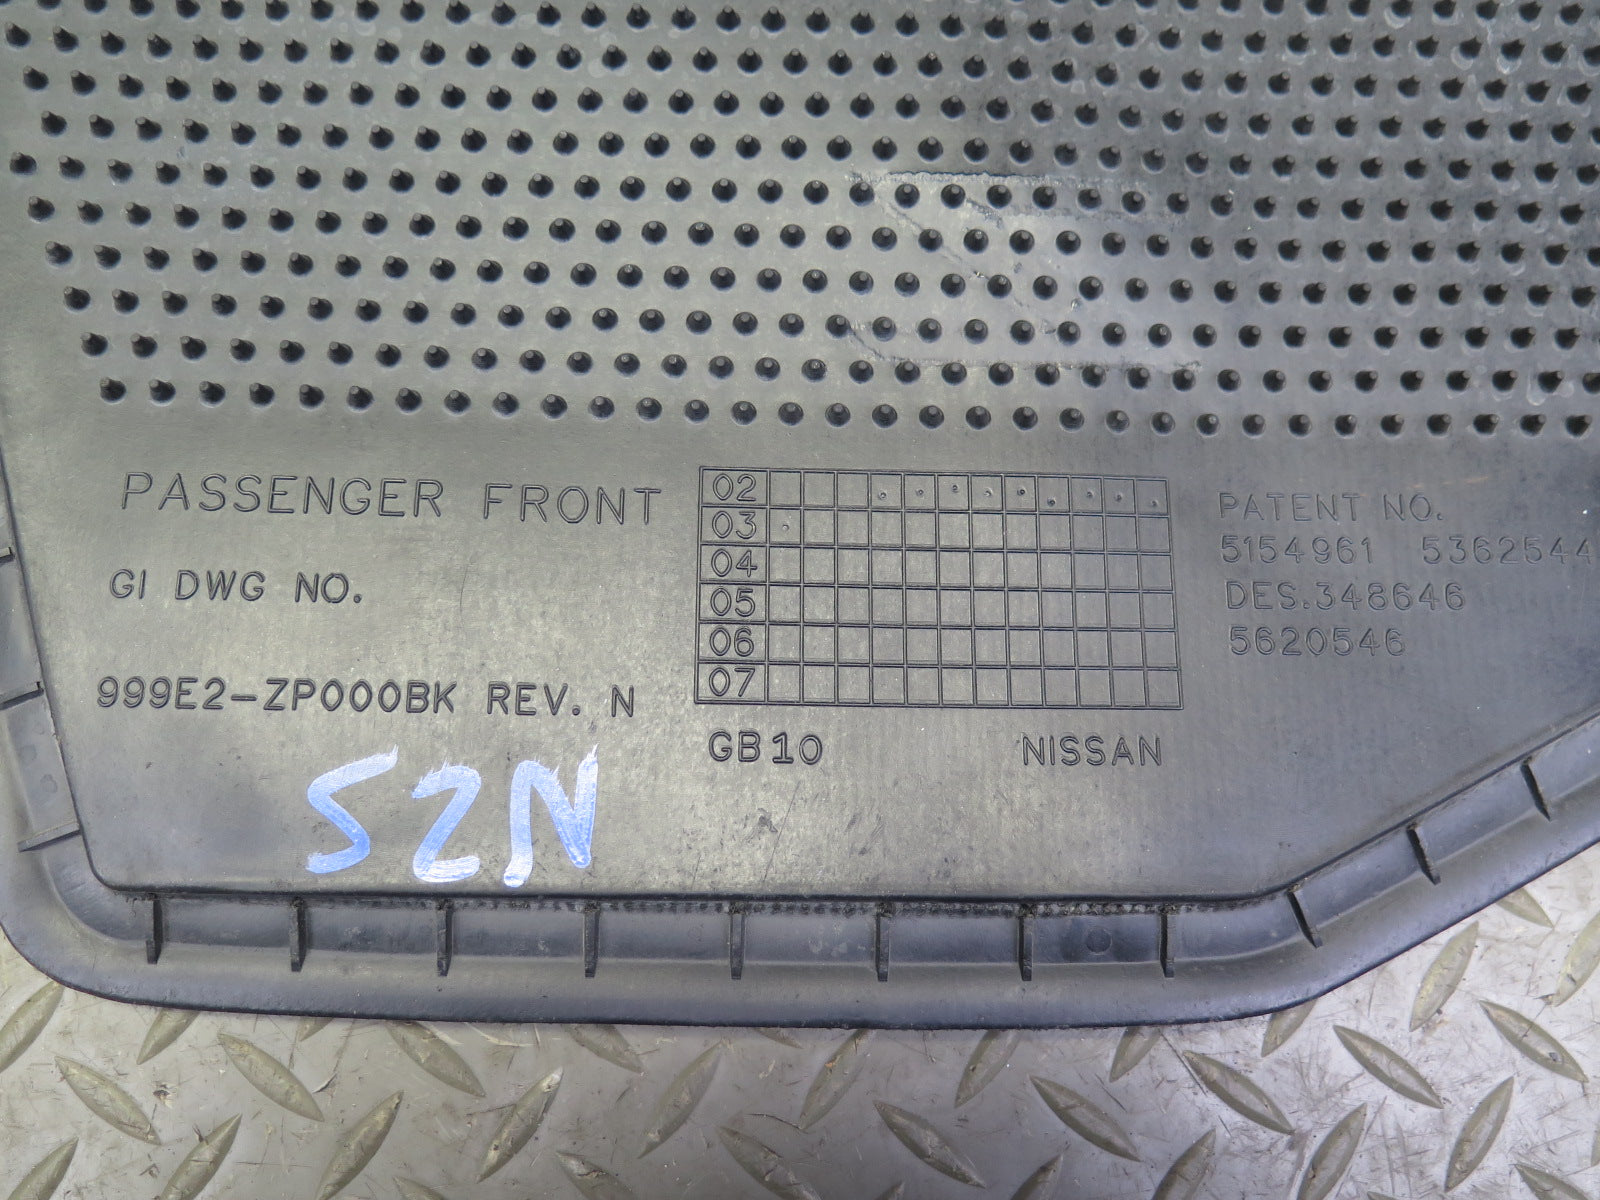 PASSENGER FRONT
GI DWG NO.
999E2-ZP000BK REV. N
02
03
04
05
06
07
GB10 NISSAN
PATENT NO.
5154961 5362544
DES.348646
5620546
S2N